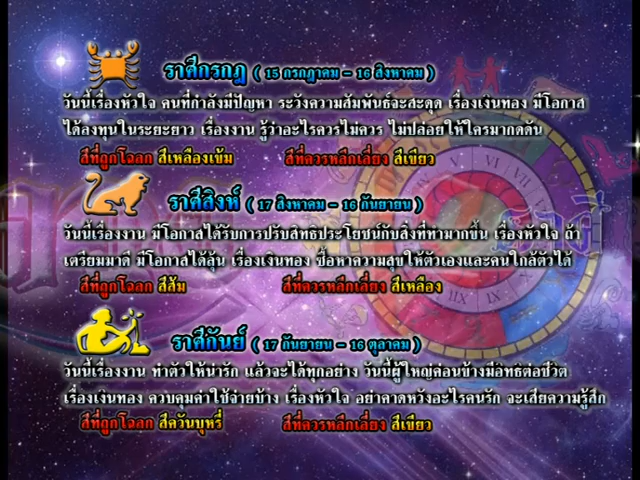 ราศีกรกฎ ( 15 กรกฎาคม - 16 สิงหาคม )
วันนี้เรื่องหัวใจ คนที่กำลังมีปัญหา ระวังความสัมพันธ์จะสะดุด เรื่องเงินทอง มีโอกาส
ได้ลงทุนในระยะยาว เรื่องงาน รู้ว่าอะไรควรไม่ควร ไม่ปล่อยให้ใครมากดดัน
สีที่ถูกโฉลก สีเหลืองเข้ม สีที่ควรหลีกเลี่ยง สีเขียว
ราศีสิงห์ ( 17 สิงหาคม - 16 กันยายน )
วันนี้เรื่องงาน มีโอกาสได้รับการปรับสิทธประโยชน์กับสิ่งที่ทำมากขึ้น เรื่องหัวใจ ถ้า
เตรียมมาดี มีโอกาสได้ลุ้น เรื่องเงินทอง ซื้อหาความสุขให้ตัวเองและคนใกล้ตัวได้
สีที่ถูกโฉลก สีส้ม สีที่ควรหลีกเลี่ยง สีเหลือง
ราศีกันย์ ( 17 กันยายน - 16 ตุลาคม )
วันนี้เรื่องงาน ทำตัวให้น่ารัก แล้วจะได้ทุกอย่าง วันนี้ผู้ใหญ่ค่อนข้างมีอิทธิต่อชีวิต
เรื่องเงินทอง ควบคุมค่าใช้จ่ายบ้าง เรื่องหัวใจ อย่าคาดหวังอะไรคนรัก จะเสียความรู้สึก
สีที่ถูกโฉลก สีควันบุหรี่ สีที่ควรหลีกเลี่ยง สีเขียว